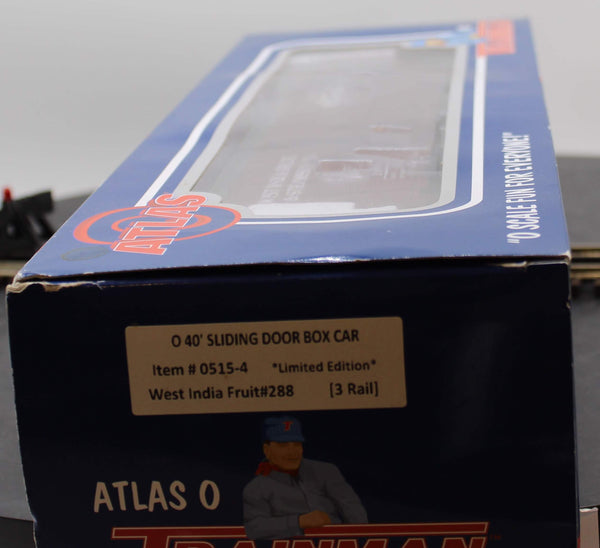 ATLAS
"O SCALE FUN FOR EVERYONE!"
O 40' SLIDING DOOR BOX CAR
Item # 0515-4 *Limited Edition*
West India Fruit#288 [3 Rail]
ATLAS O
TRAINMAN